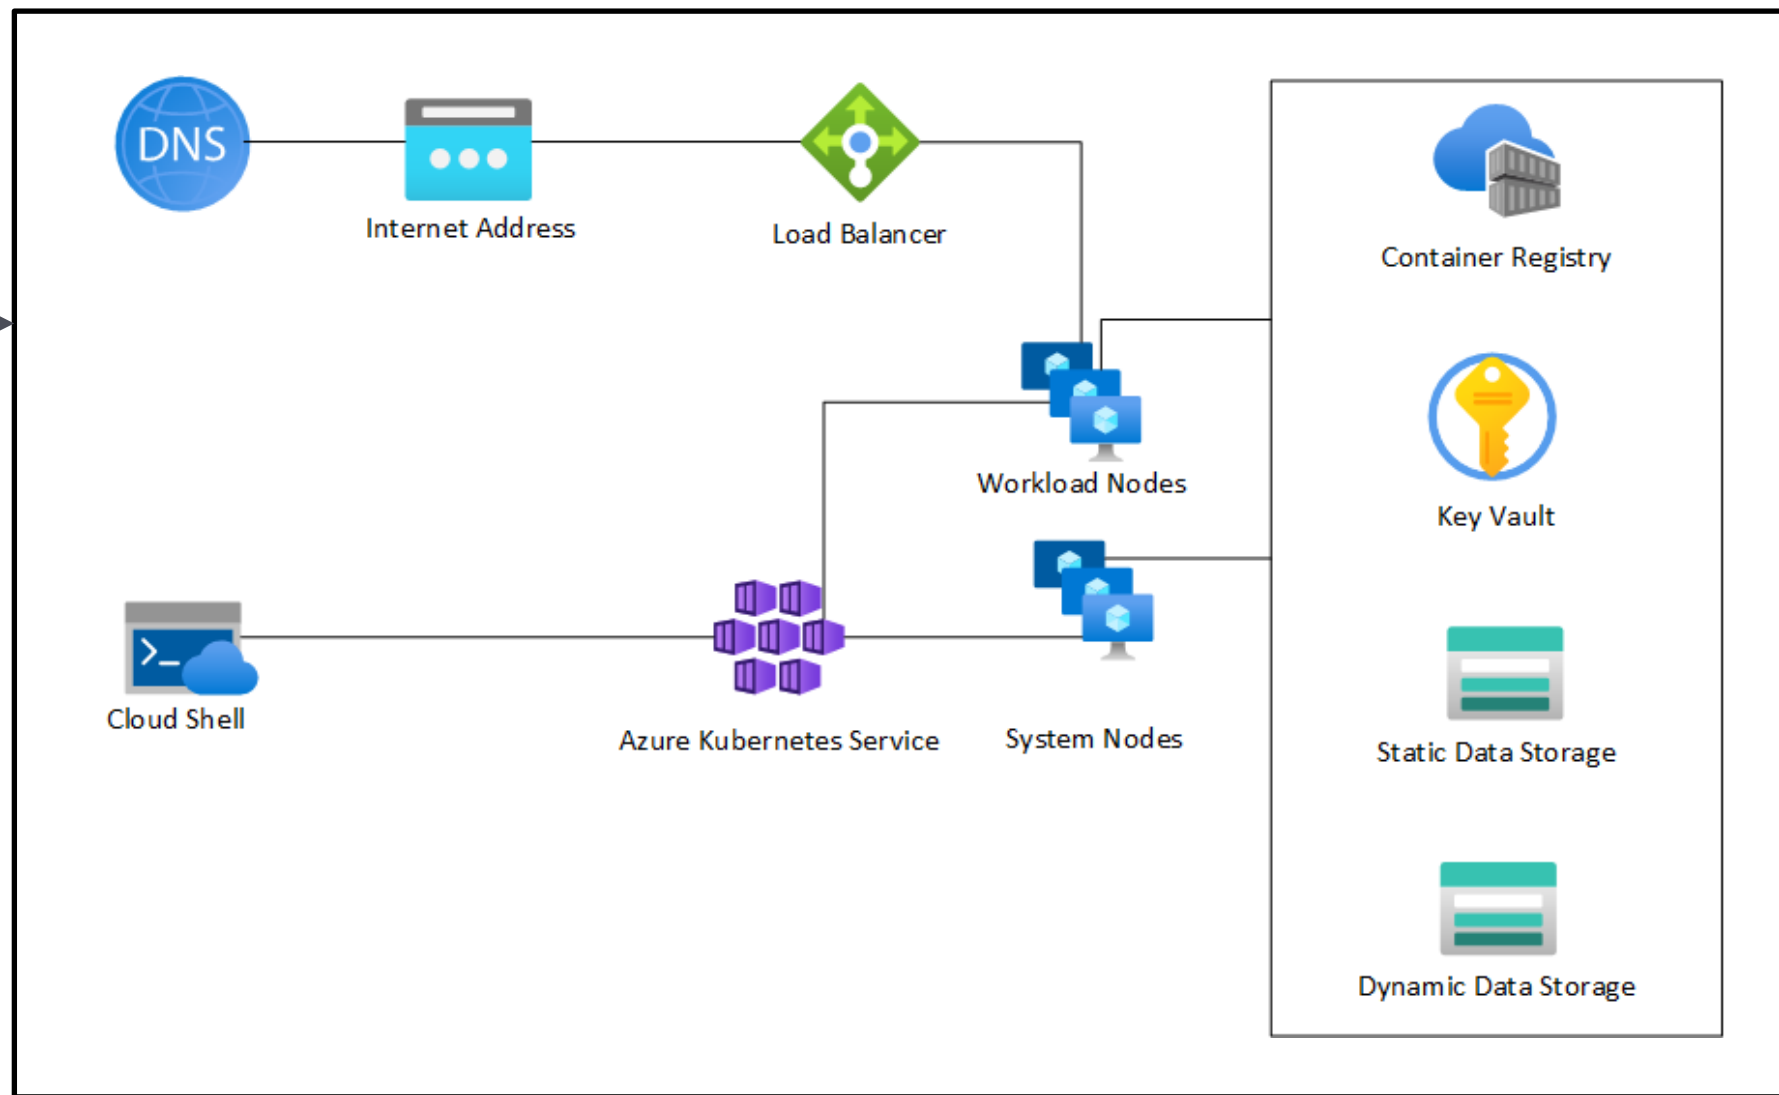 DNS
Internet Address
Load Balancer
Container Registry
Workload Nodes
Key Vault
>_
Cloud Shell
Azure Kubernetes Service
System Nodes
Static Data Storage
Dynamic Data Storage